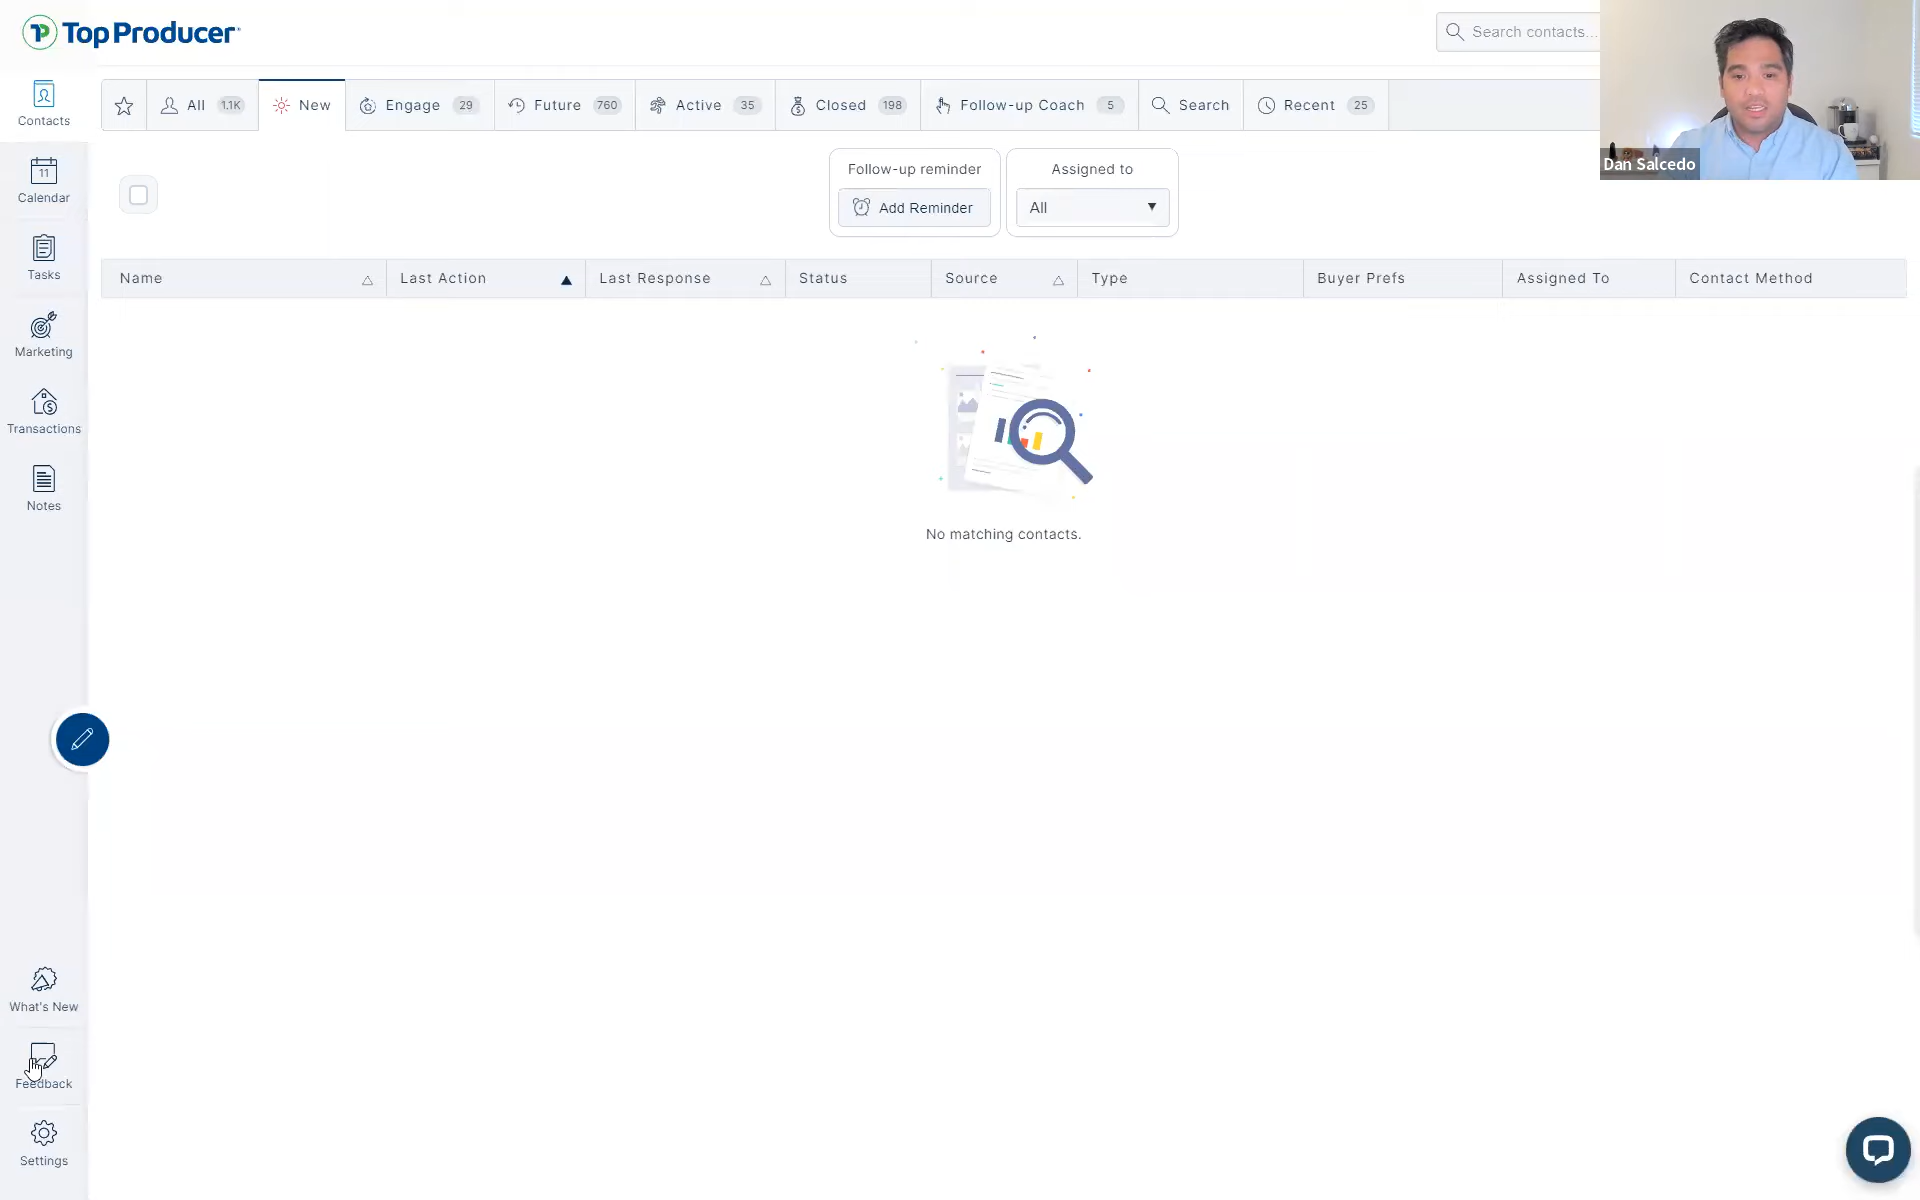 TopProducer
Search contacts...
Dan Salcedo
Contacts
11
Calendar
Tasks
Marketing
Transactions
Notes
What's New
Feedback
Settings
All 1.1K
New
Engage 29
Future 760
Active 35
Closed 198
Follow-up Coach 5
Search
Recent 25
Follow-up reminder
Add Reminder
Assigned to
All
Name
Last Action
Last Response
Status
Source
Type
Buyer Prefs
Assigned To
Contact Method
No matching contacts.